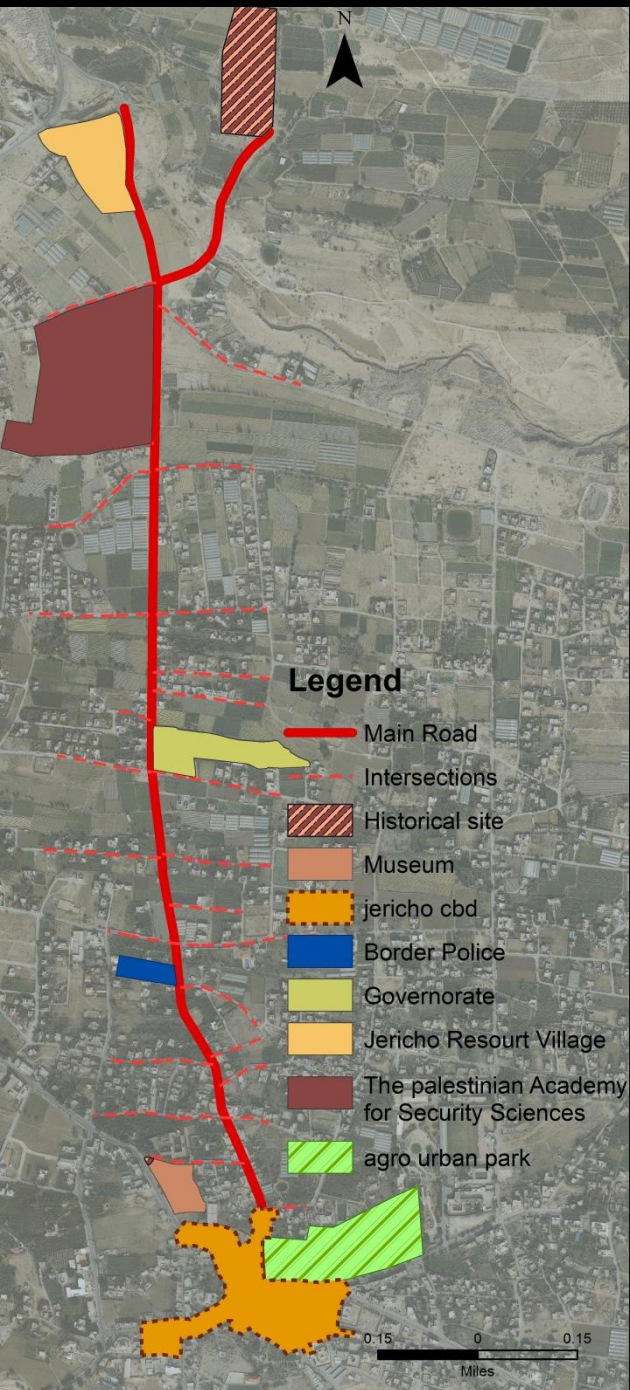 N
Legend
Main Road
Intersections
Historical site
Museum
jericho cbd
Border Police
Governorate
Jericho Resourt Village
The palestinian Academy
for Security Sciences
agro urban park
0.15 0 0.15
Miles